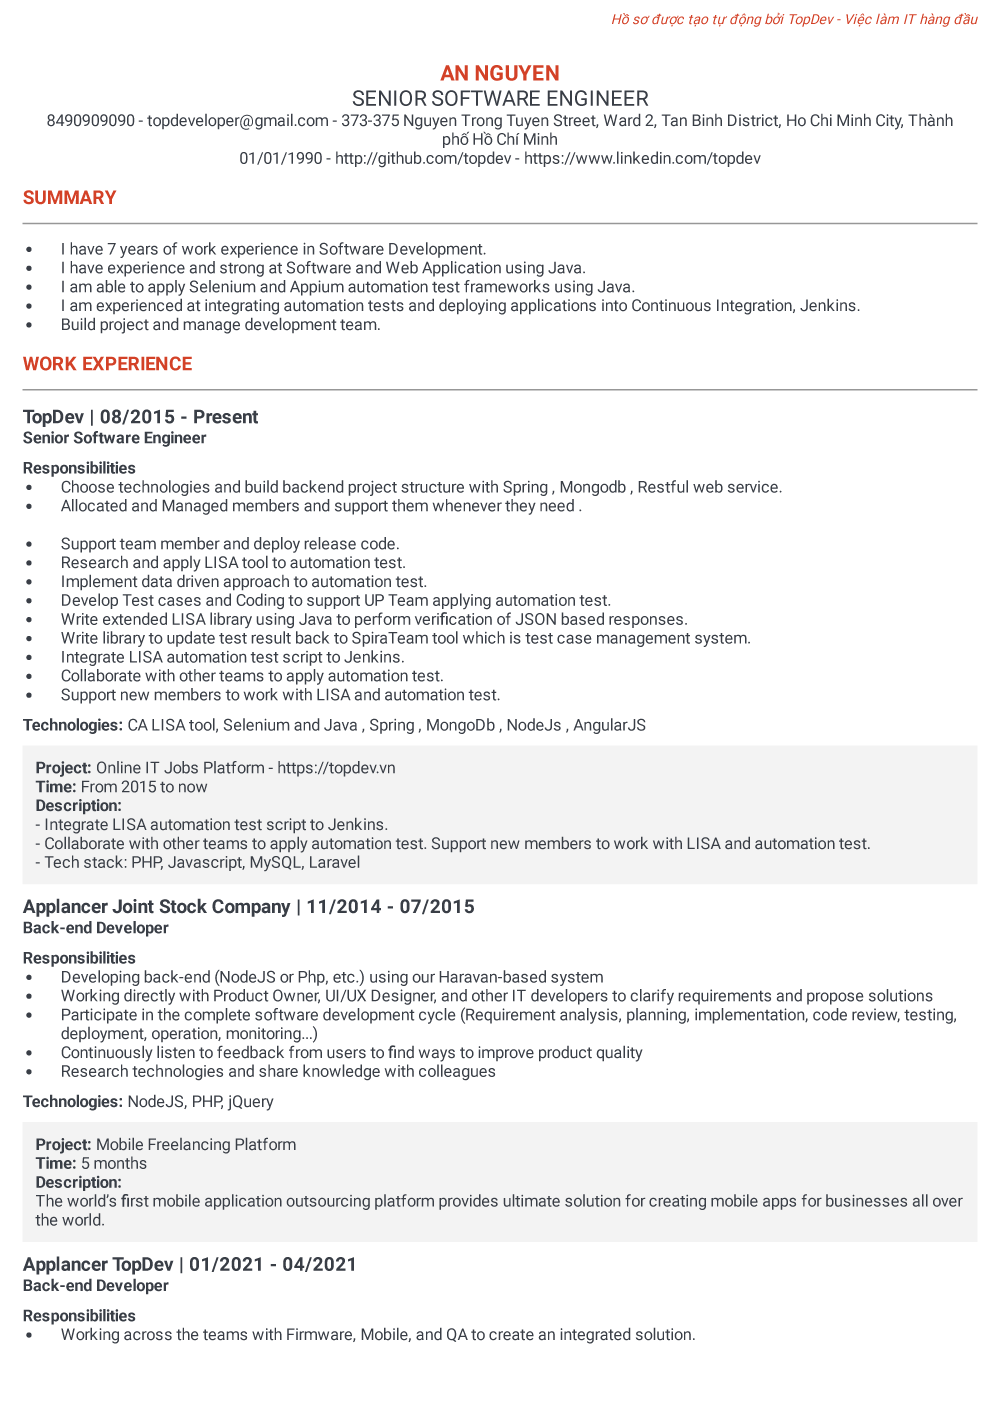 Hồ sơ được tạo tự động bởi TopDev - Việc làm IT hàng đầu
AN NGUYEN
SENIOR SOFTWARE ENGINEER
8490909090 - topdeveloper@gmail.com - 373-375 Nguyen Trong Tuyen Street, Ward 2, Tan Binh District, Ho Chi Minh City, Thành
phố Hồ Chí Minh
01/01/1990 - http://github.com/topdev - https://www.linkedin.com/topdev
SUMMARY
• I have 7 years of work experience in Software Development.
• I have experience and strong at Software and Web Application using Java.
• I am able to apply Selenium and Appium automation test frameworks using Java.
• I am experienced at integrating automation tests and deploying applications into Continuous Integration, Jenkins.
• Build project and manage development team.
WORK EXPERIENCE
TopDev | 08/2015 - Present
Senior Software Engineer
Responsibilities
• Choose technologies and build backend project structure with Spring , Mongodb , Restful web service.
• Allocated and Managed members and support them whenever they need .
• Support team member and deploy release code.
• Research and apply LISA tool to automation test.
• Implement data driven approach to automation test.
• Develop Test cases and Coding to support UP Team applying automation test.
• Write extended LISA library using Java to perform verification of JSON based responses.
• Write library to update test result back to SpiraTeam tool which is test case management system.
• Integrate LISA automation test script to Jenkins.
• Collaborate with other teams to apply automation test.
• Support new members to work with LISA and automation test.
Technologies: CA LISA tool, Selenium and Java , Spring , MongoDb , NodeJs , AngularJS
Project: Online IT Jobs Platform - https://topdev.vn
Time: From 2015 to now
Description:
- Integrate LISA automation test script to Jenkins.
- Collaborate with other teams to apply automation test. Support new members to work with LISA and automation test.
- Tech stack: PHP, Javascript, MySQL, Laravel
Applancer Joint Stock Company | 11/2014 - 07/2015
Back-end Developer
Responsibilities
• Developing back-end (NodeJS or Php, etc.) using our Haravan-based system
• Working directly with Product Owner, UI/UX Designer, and other IT developers to clarify requirements and propose solutions
• Participate in the complete software development cycle (Requirement analysis, planning, implementation, code review, testing,
deployment, operation, monitoring...)
• Continuously listen to feedback from users to find ways to improve product quality
• Research technologies and share knowledge with colleagues
Technologies: NodeJS, PHP, jQuery
Project: Mobile Freelancing Platform
Time: 5 months
Description:
The world's first mobile application outsourcing platform provides ultimate solution for creating mobile apps for businesses all over
the world.
Applancer TopDev | 01/2021 - 04/2021
Back-end Developer
Responsibilities
• Working across the teams with Firmware, Mobile, and QA to create an integrated solution.